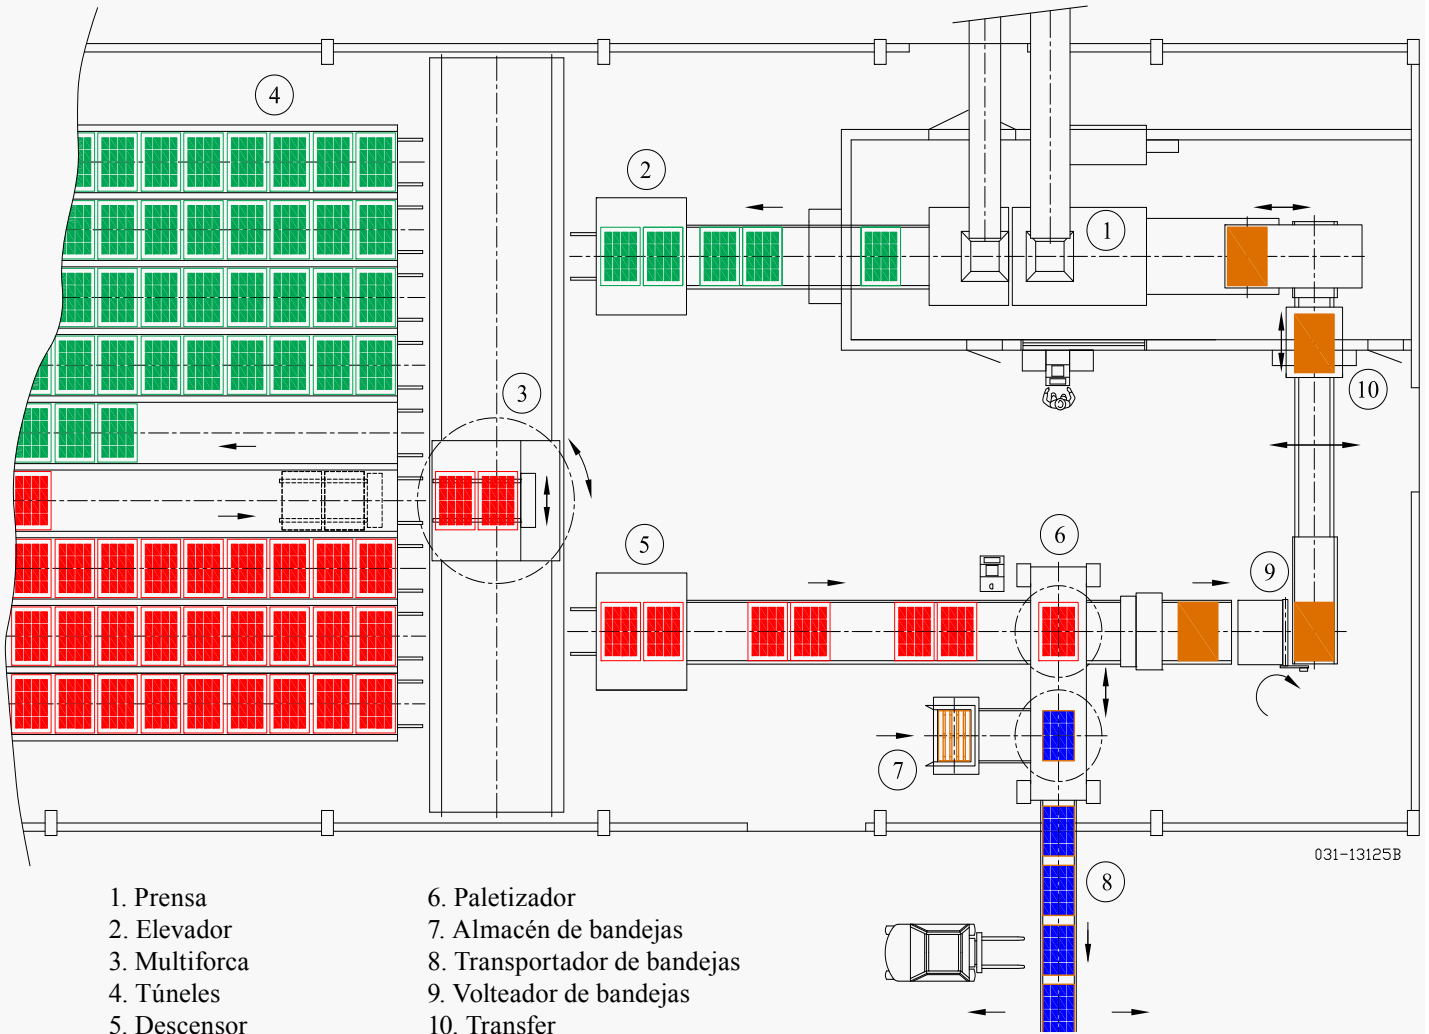 4
2
1
3
10
5
6
9
7
031-13125B
8
1. Prensa
2. Elevador
3. Multiforca
4. Túneles
5. Descensor
6. Paletizador
7. Almacén de bandejas
8. Transportador de bandejas
9. Volteador de bandejas
10. Transfer